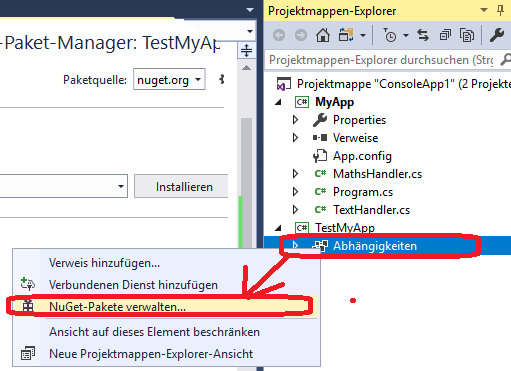 -Paket-Manager: TestMyAp
Paketquelle: nuget.org
Installieren
Projektmappen-Explorer
Projektmappen-Explorer durchsuchen (Strg
Projektmappe "ConsoleApp1" (2 Projekte
MyApp
Properties
Verweise
App.config
C# MathsHandler.cs
C# Program.cs
C# TextHandler.cs
TestMyApp
Abhängigkeiten
Verweis hinzufügen...
Verbundenen Dienst hinzufügen
NuGet-Pakete verwalten...
Ansicht auf dieses Element beschränken
Neue Projektmappen-Explorer-Ansicht